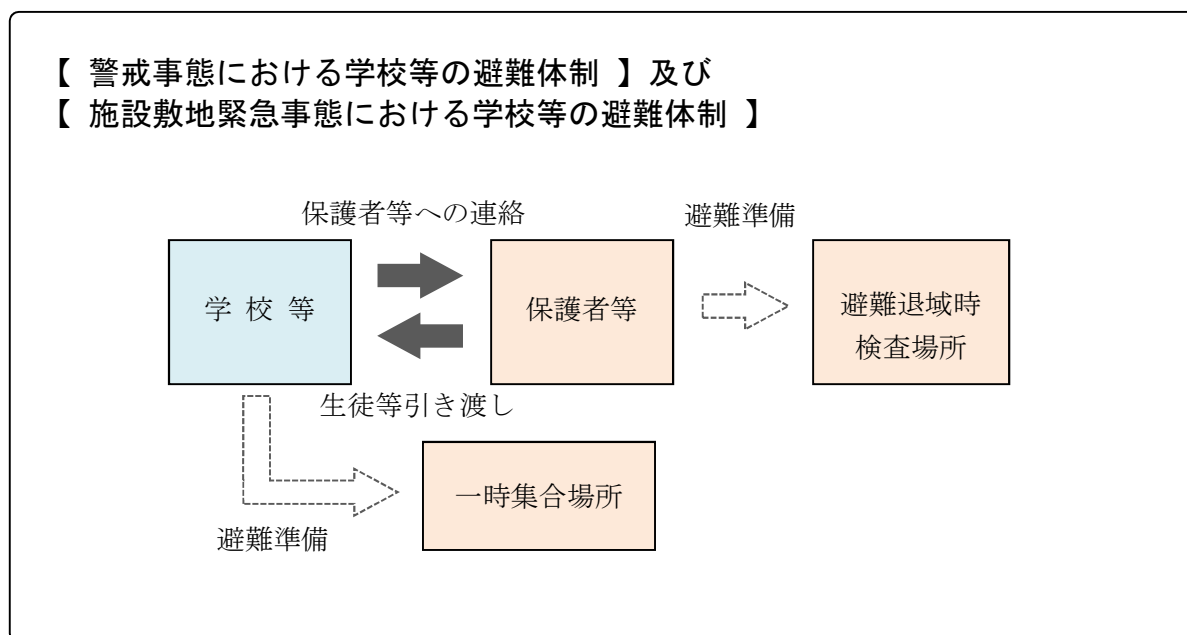 【 警戒事態における学校等の避難体制 】及び
【 施設敷地緊急事態における学校等の避難体制 】
保護者等への連絡
避難準備
学 校 等
保護者等
避難退域時
検査場所
生徒等引き渡し
一時集合場所
避難準備